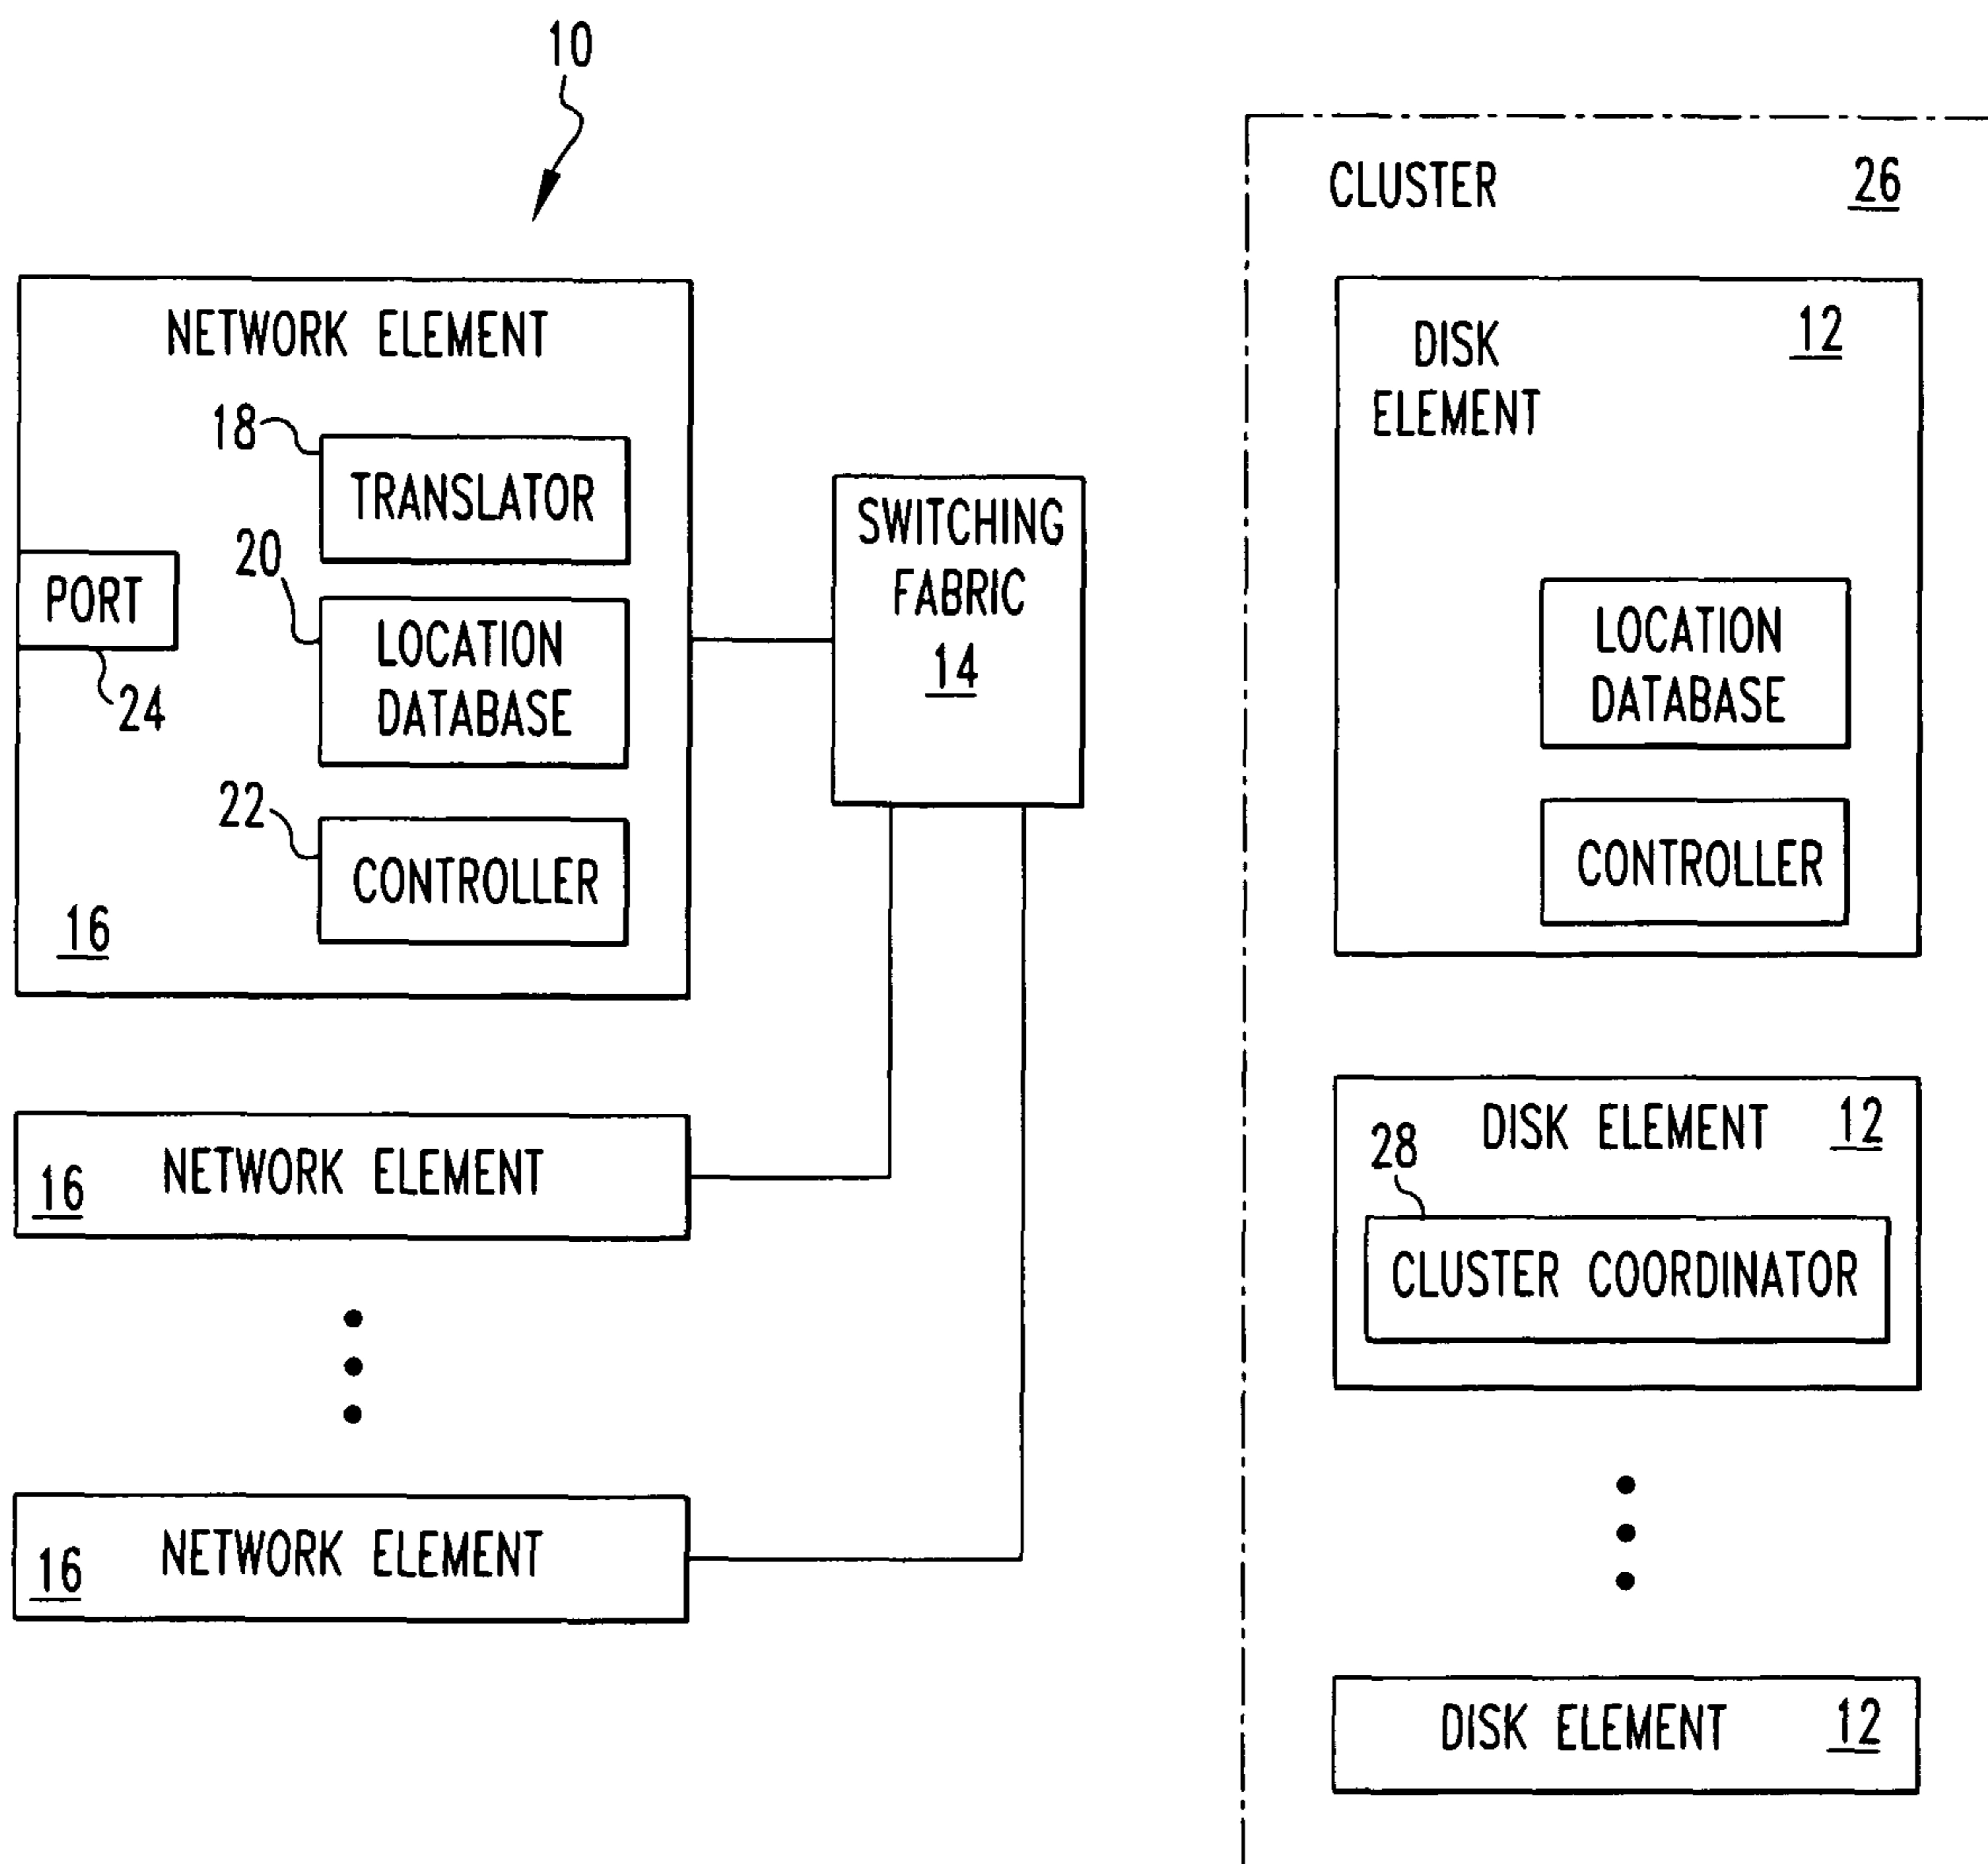 10
NETWORK ELEMENT
18
TRANSLATOR
20
LOCATION
DATABASE
PORT
24
22
CONTROLLER
16
SWITCHING
FABRIC
14
16
NETWORK ELEMENT
16
NETWORK ELEMENT
CLUSTER
26
DISK
ELEMENT
12
LOCATION
DATABASE
CONTROLLER
DISK ELEMENT
12
28
CLUSTER COORDINATOR
DISK ELEMENT
12